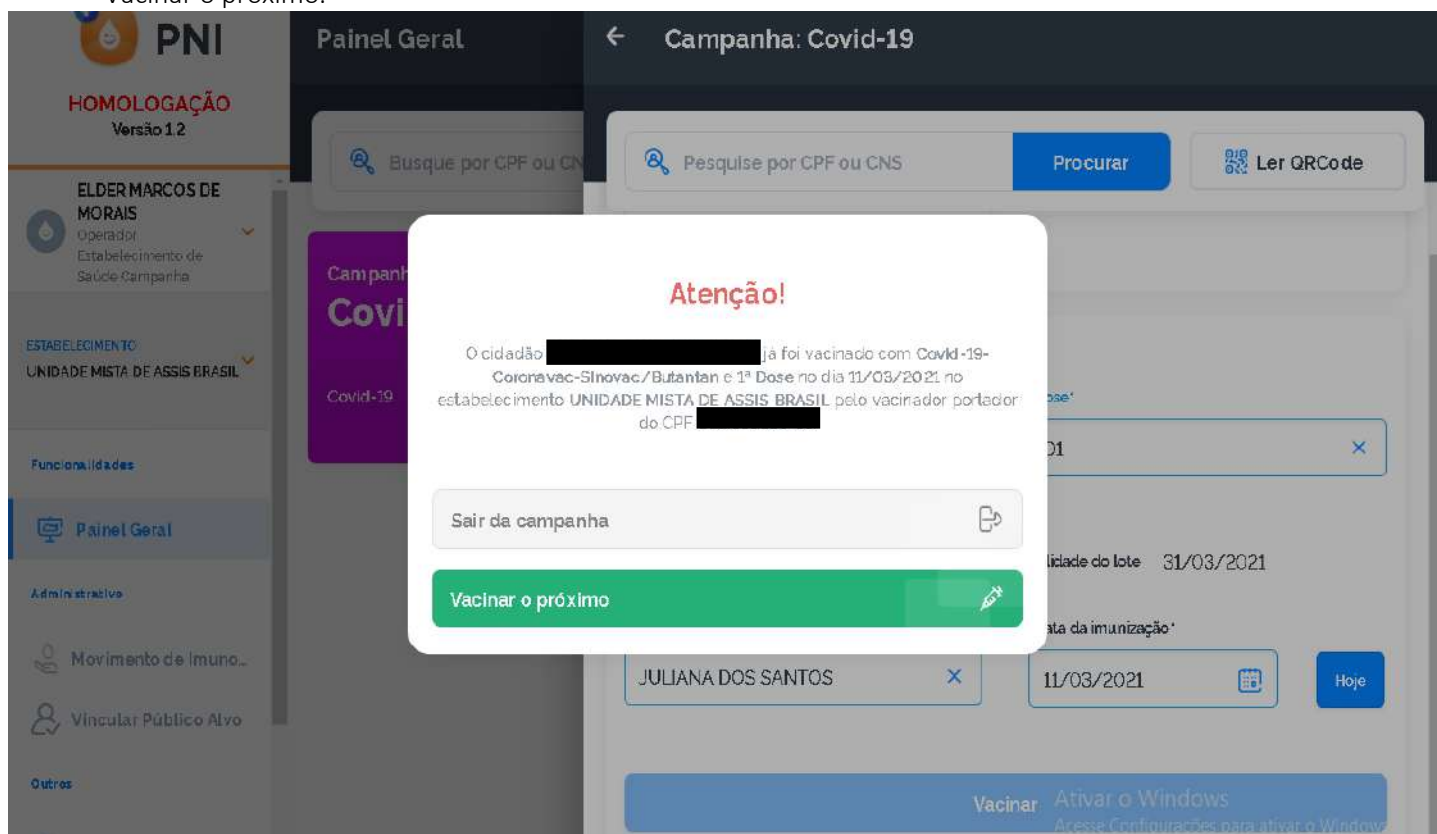 Vacinar o próximo.
PNI
HOMOLOGAÇÃO
Versão 1.2
ELDER MARCOS DE
MORAIS
Operador
Estabelecimento de
Saúde Campanha
ESTABELECIMENTO
UNIDADE MISTA DE ASSIS BRASIL
Funcionalidades
Painel Geral
Administrativo
Movimento de Imuno...
Vincular Público Alvo
Outros
Painel Geral
Busque por CPF ou CN
Campanh
Covi
Covid-19
Campanha: Covid-19
Pesquise por CPF ou CNS
Procurar
Ler QRCode
Atenção!
O cidadão já foi vacinado com Covid-19-
Coronavac-Sinovac/Butantan e 1ª Dose no dia 11/03/2021 no
estabelecimento UNIDADE MISTA DE ASSIS BRASIL pelo vacinador portador
do CPF
Sair da campanha
Vacinar o próximo
ose*
01
lidade do lote 31/03/2021
ata da imunização*
JULIANA DOS SANTOS
11/03/2021
Hoje
Vacinar
Ativar o Windows
Acesse Configurações para ativar o Windows